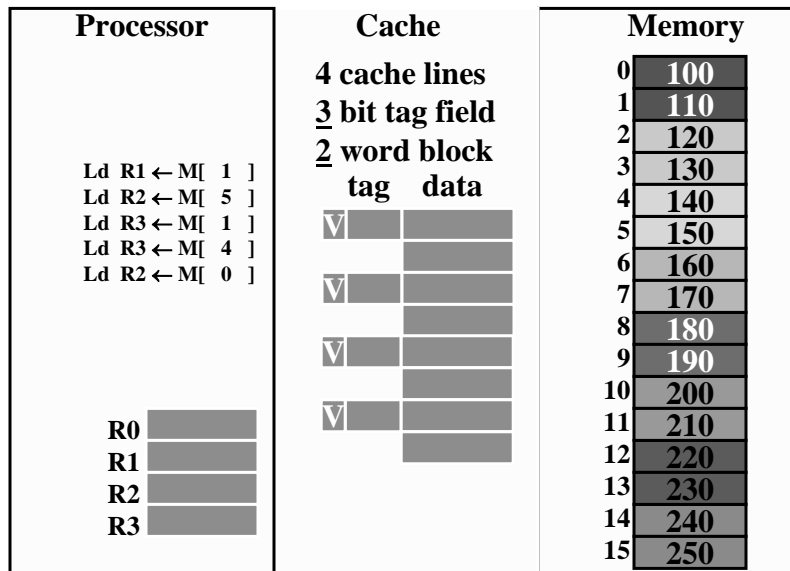 Processor
Ld R1 ← M[ 1 ]
Ld R2 ← M[ 5 ]
Ld R3 ← M[ 1 ]
Ld R3 ← M[ 4 ]
Ld R2 ← M[ 0 ]
R0
R1
R2
R3
Cache
4 cache lines
3 bit tag field
2 word block
tag data
V
V
V
V
Memory
0 100
1 110
2 120
3 130
4 140
5 150
6 160
7 170
8 180
9 190
10 200
11 210
12 220
13 230
14 240
15 250